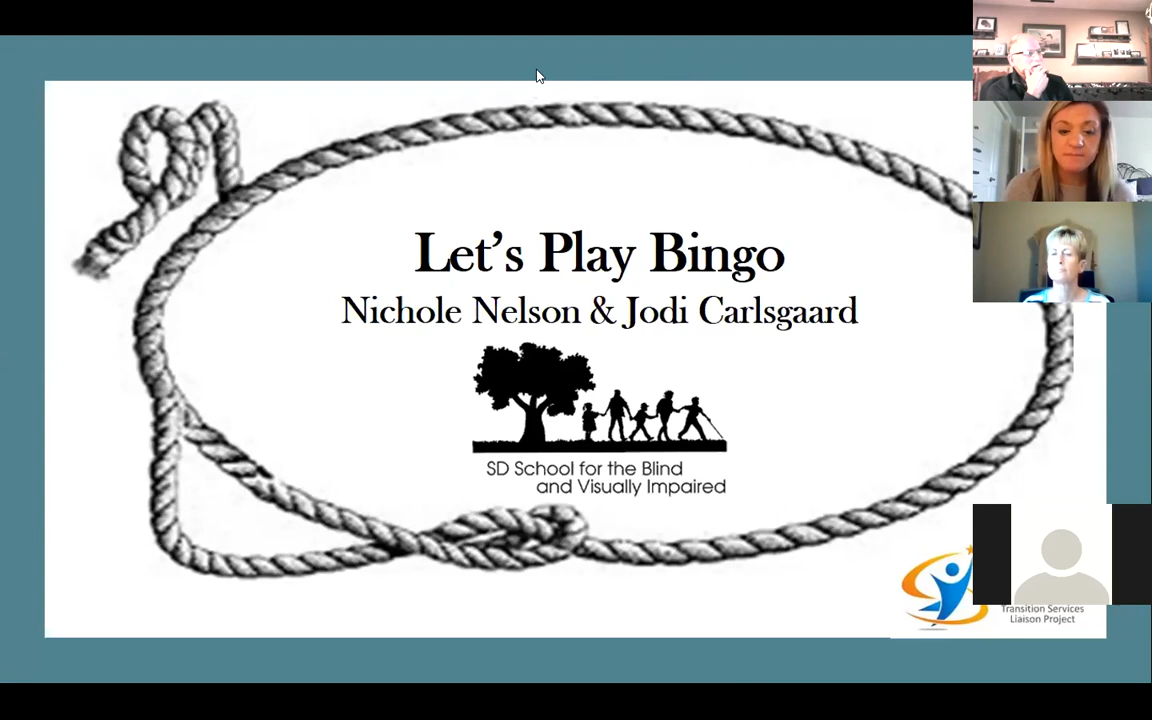 Let's Play Bingo
Nichole Nelson & Jodi Carlsgaard
SD School for the Blind
and Visually Impaired
Transition Services
Liaison Project